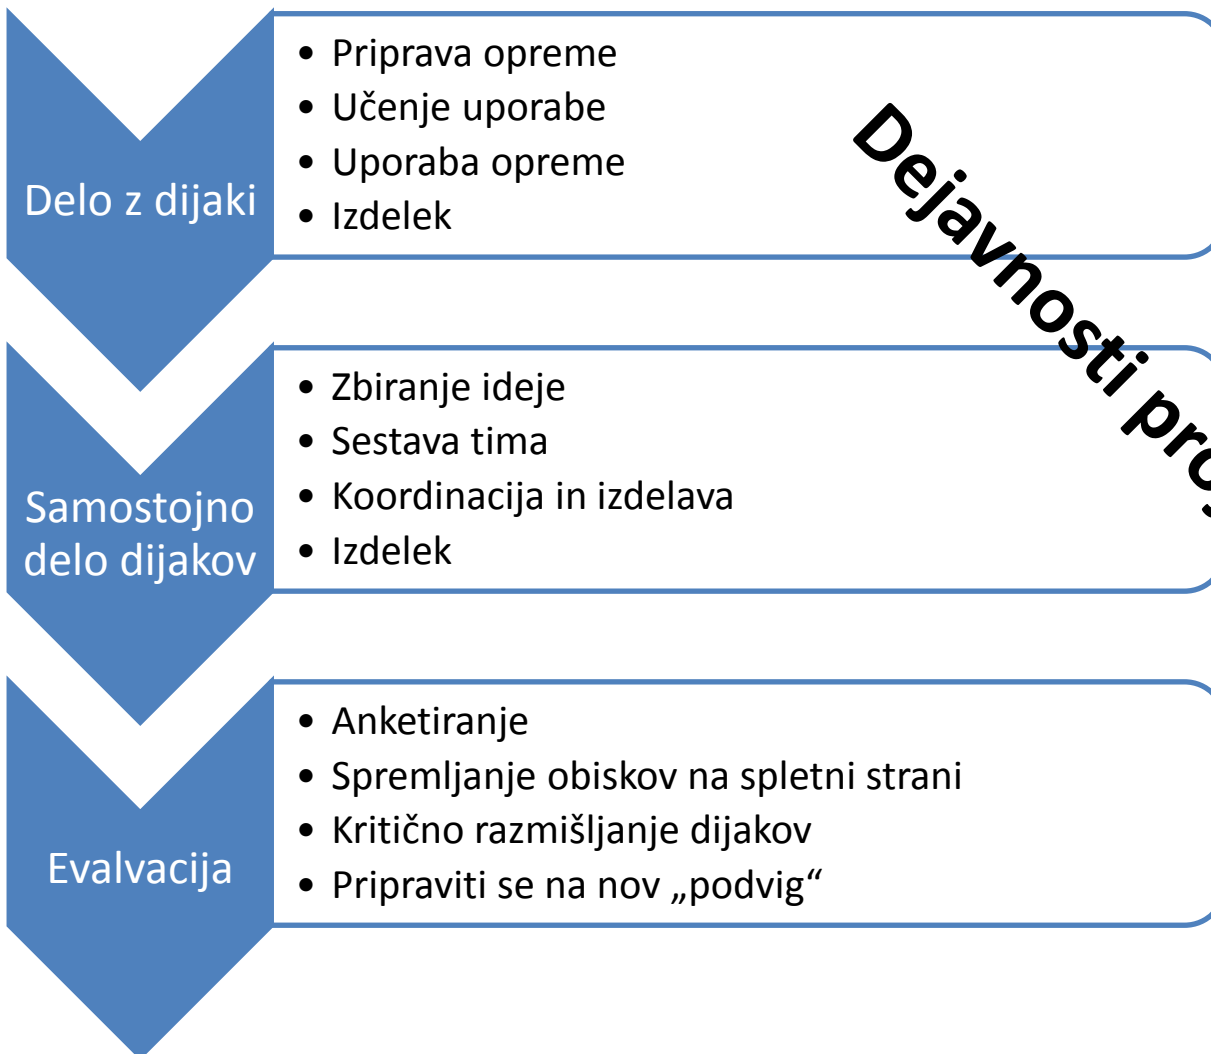 Delo z dijaki
• Priprava opreme
• Učenje uporabe
• Uporaba opreme
• Izdelek
Dejavnosti
Samostojno
delo dijakov
• Zbiranje ideje
• Sestava tima
• Koordinacija in izdelava
• Izdelek
Evalvacija
• Anketiranje
• Spremljanje obiskov na spletni strani
• Kritično razmišljanje dijakov
• Pripraviti se na nov „podvig“